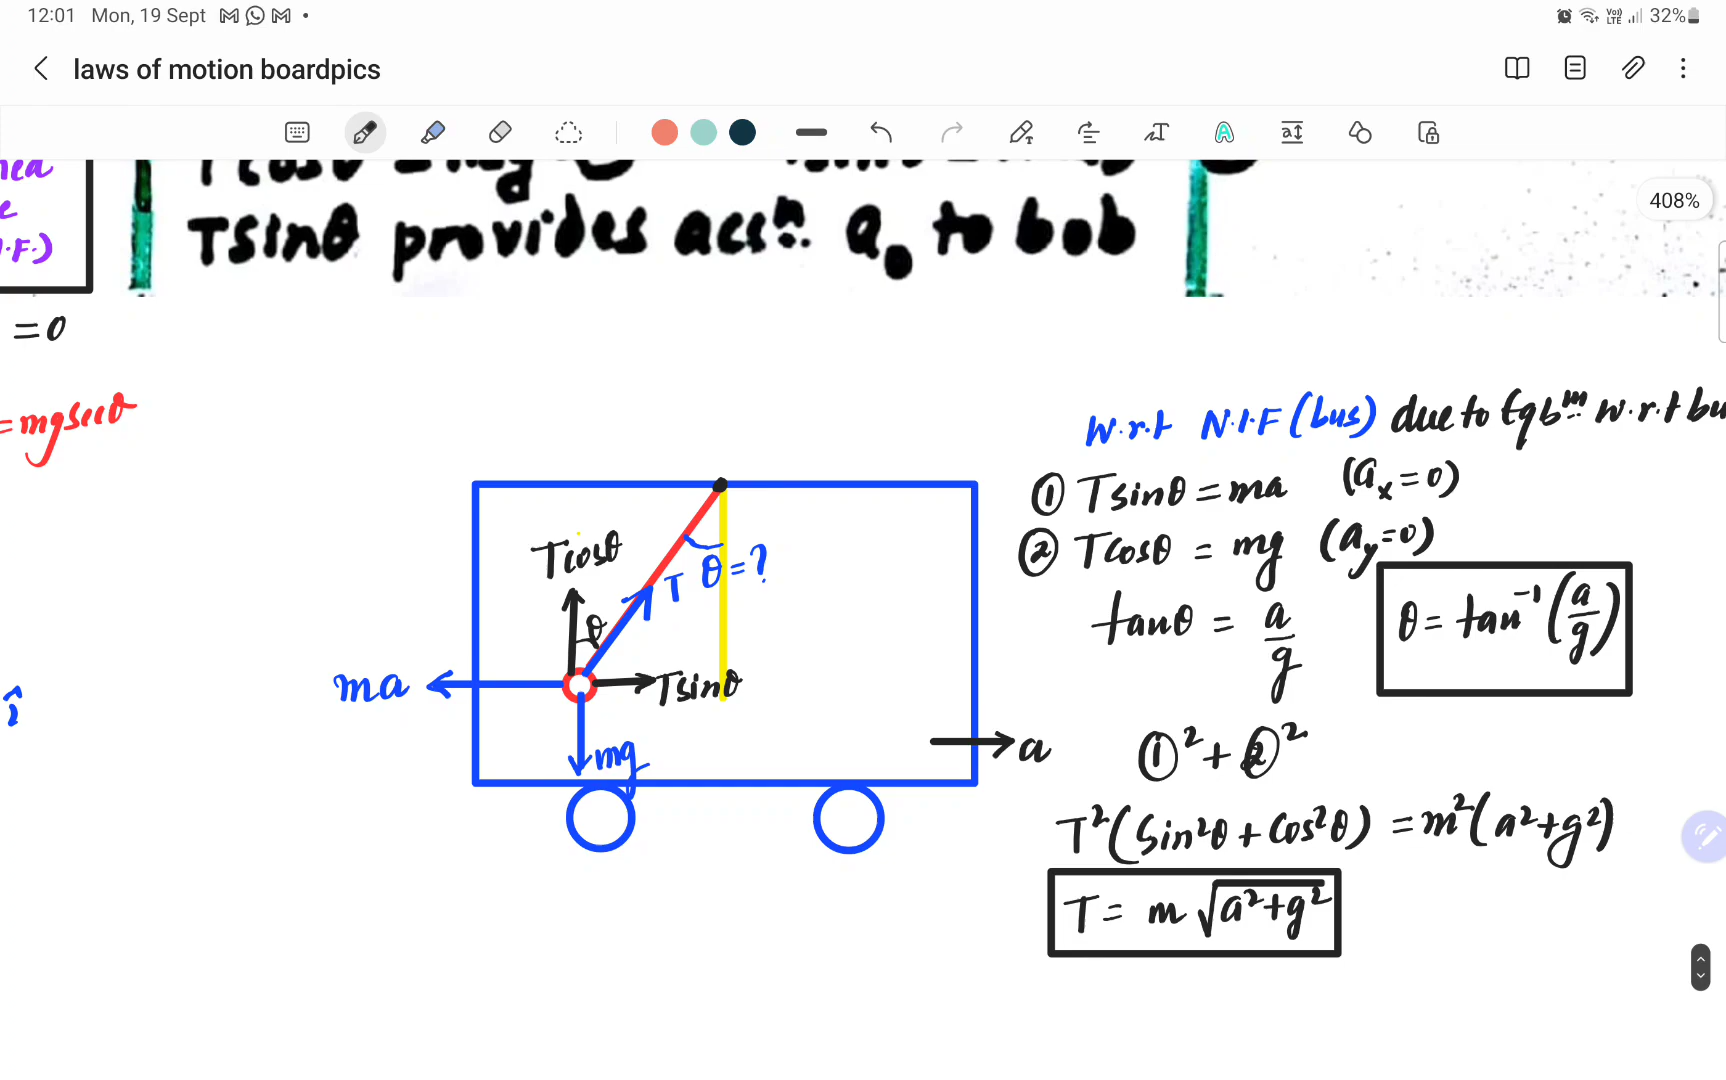 12:01 Mon, 19 Sept
32%
laws of motion boardpics
408%
Tsinθ provides accⁿ a₀ to bob
=0
=mgsecθ
W.r.t N.I.F (bus) due to Eqbᵐ w.r.t bu
① Tsinθ = ma (aₓ=0)
② Tcosθ = mg (a_y=0)
tanθ = a/g
θ = tan⁻¹(a/g)
①² + ②²
T²(Sin²θ + Cos²θ) = m²(a²+g²)
T = m √a²+g²
Tcosθ
θ
T
θ=?
ma
Tsinθ
mg
a
î